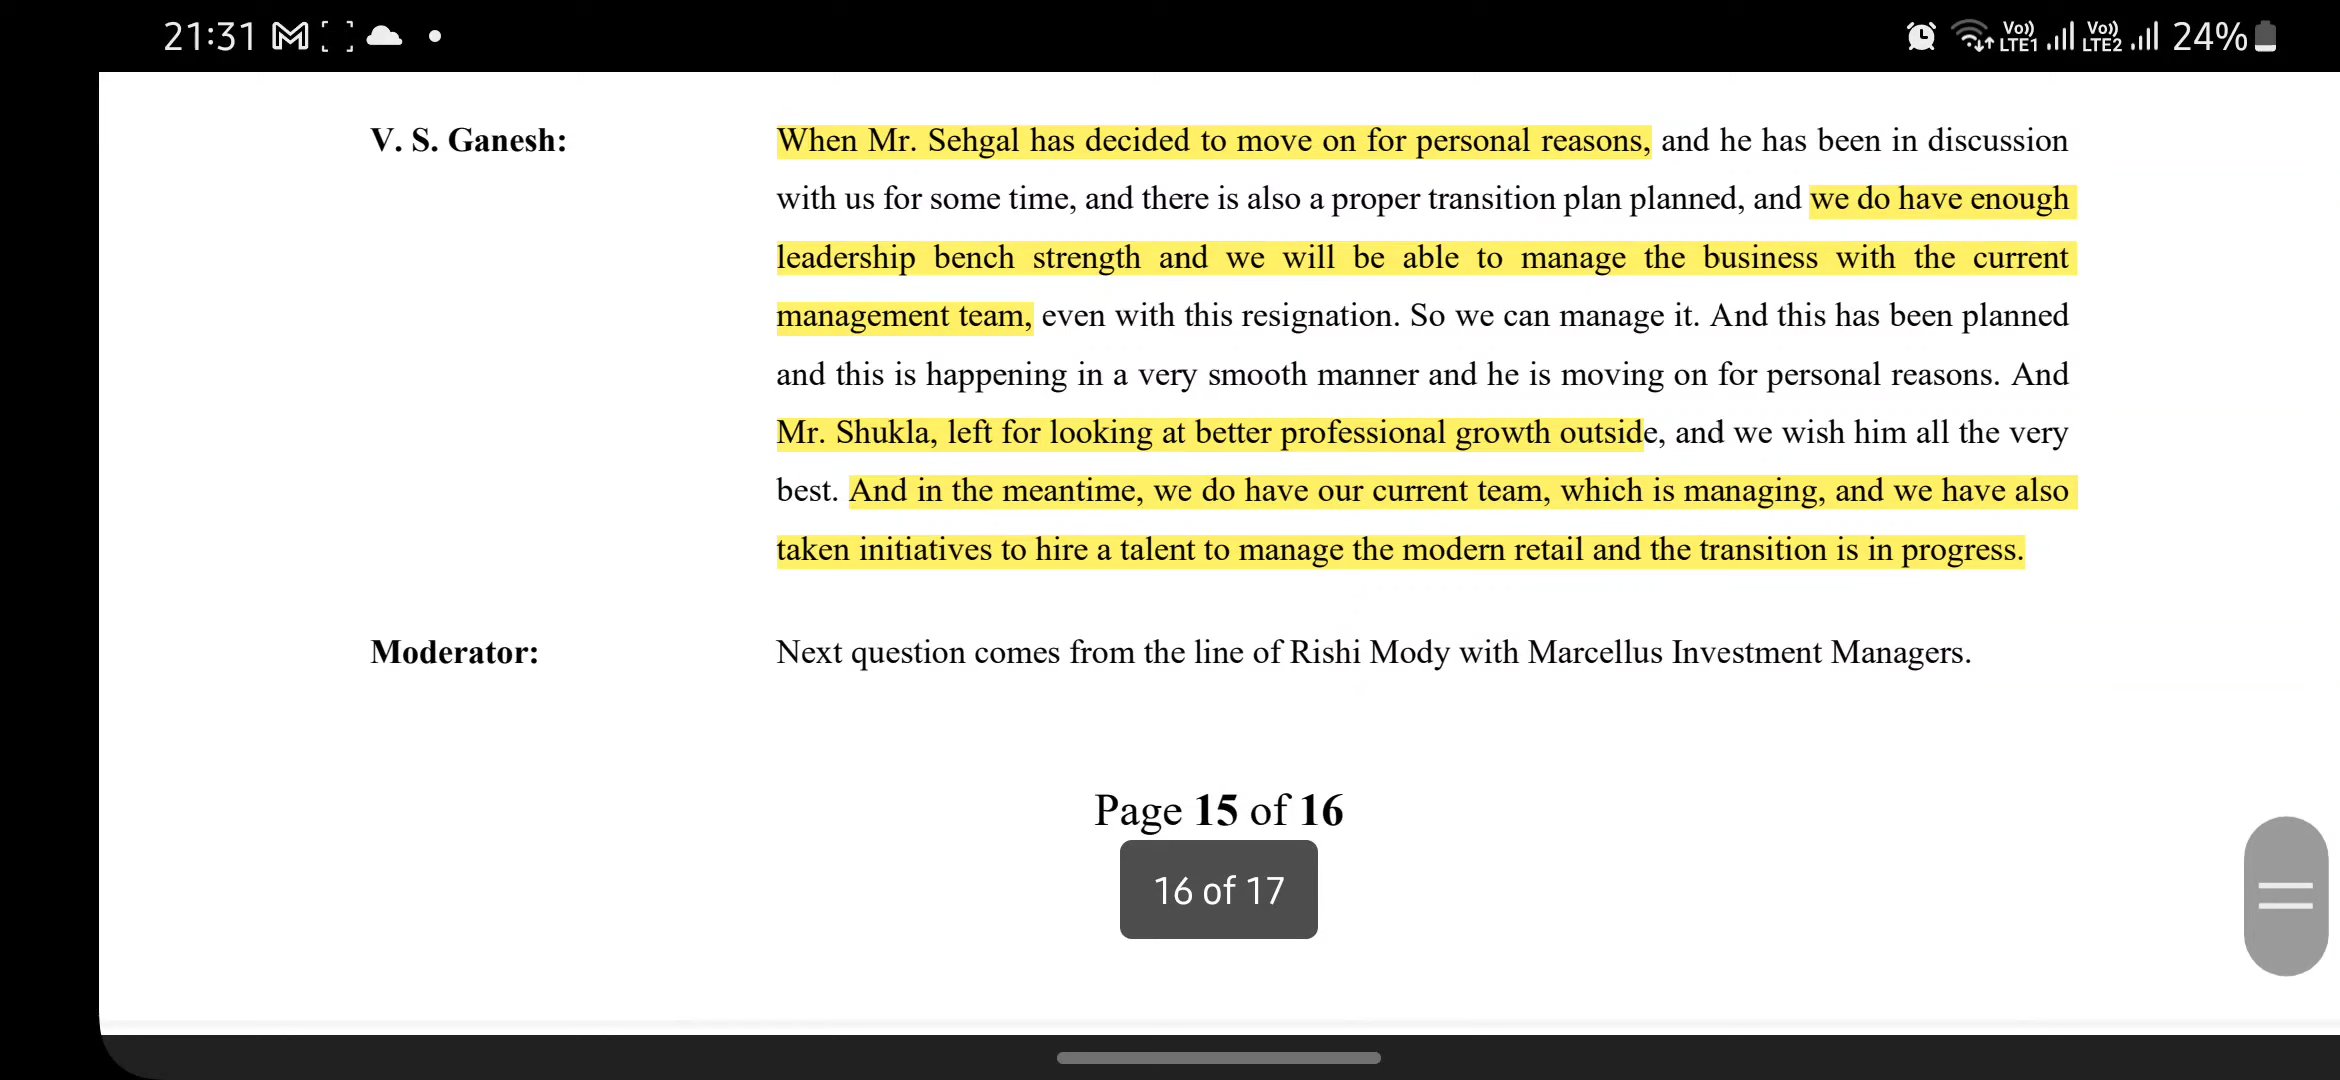 21:31 Vo)) LTE1 Vo)) LTE2 24%
V. S. Ganesh: When Mr. Sehgal has decided to move on for personal reasons, and he has been in discussion
with us for some time, and there is also a proper transition plan planned, and we do have enough
leadership bench strength and we will be able to manage the business with the current
management team, even with this resignation. So we can manage it. And this has been planned
and this is happening in a very smooth manner and he is moving on for personal reasons. And
Mr. Shukla, left for looking at better professional growth outside, and we wish him all the very
best. And in the meantime, we do have our current team, which is managing, and we have also
taken initiatives to hire a talent to manage the modern retail and the transition is in progress.
Moderator: Next question comes from the line of Rishi Mody with Marcellus Investment Managers.
Page 15 of 16
16 of 17